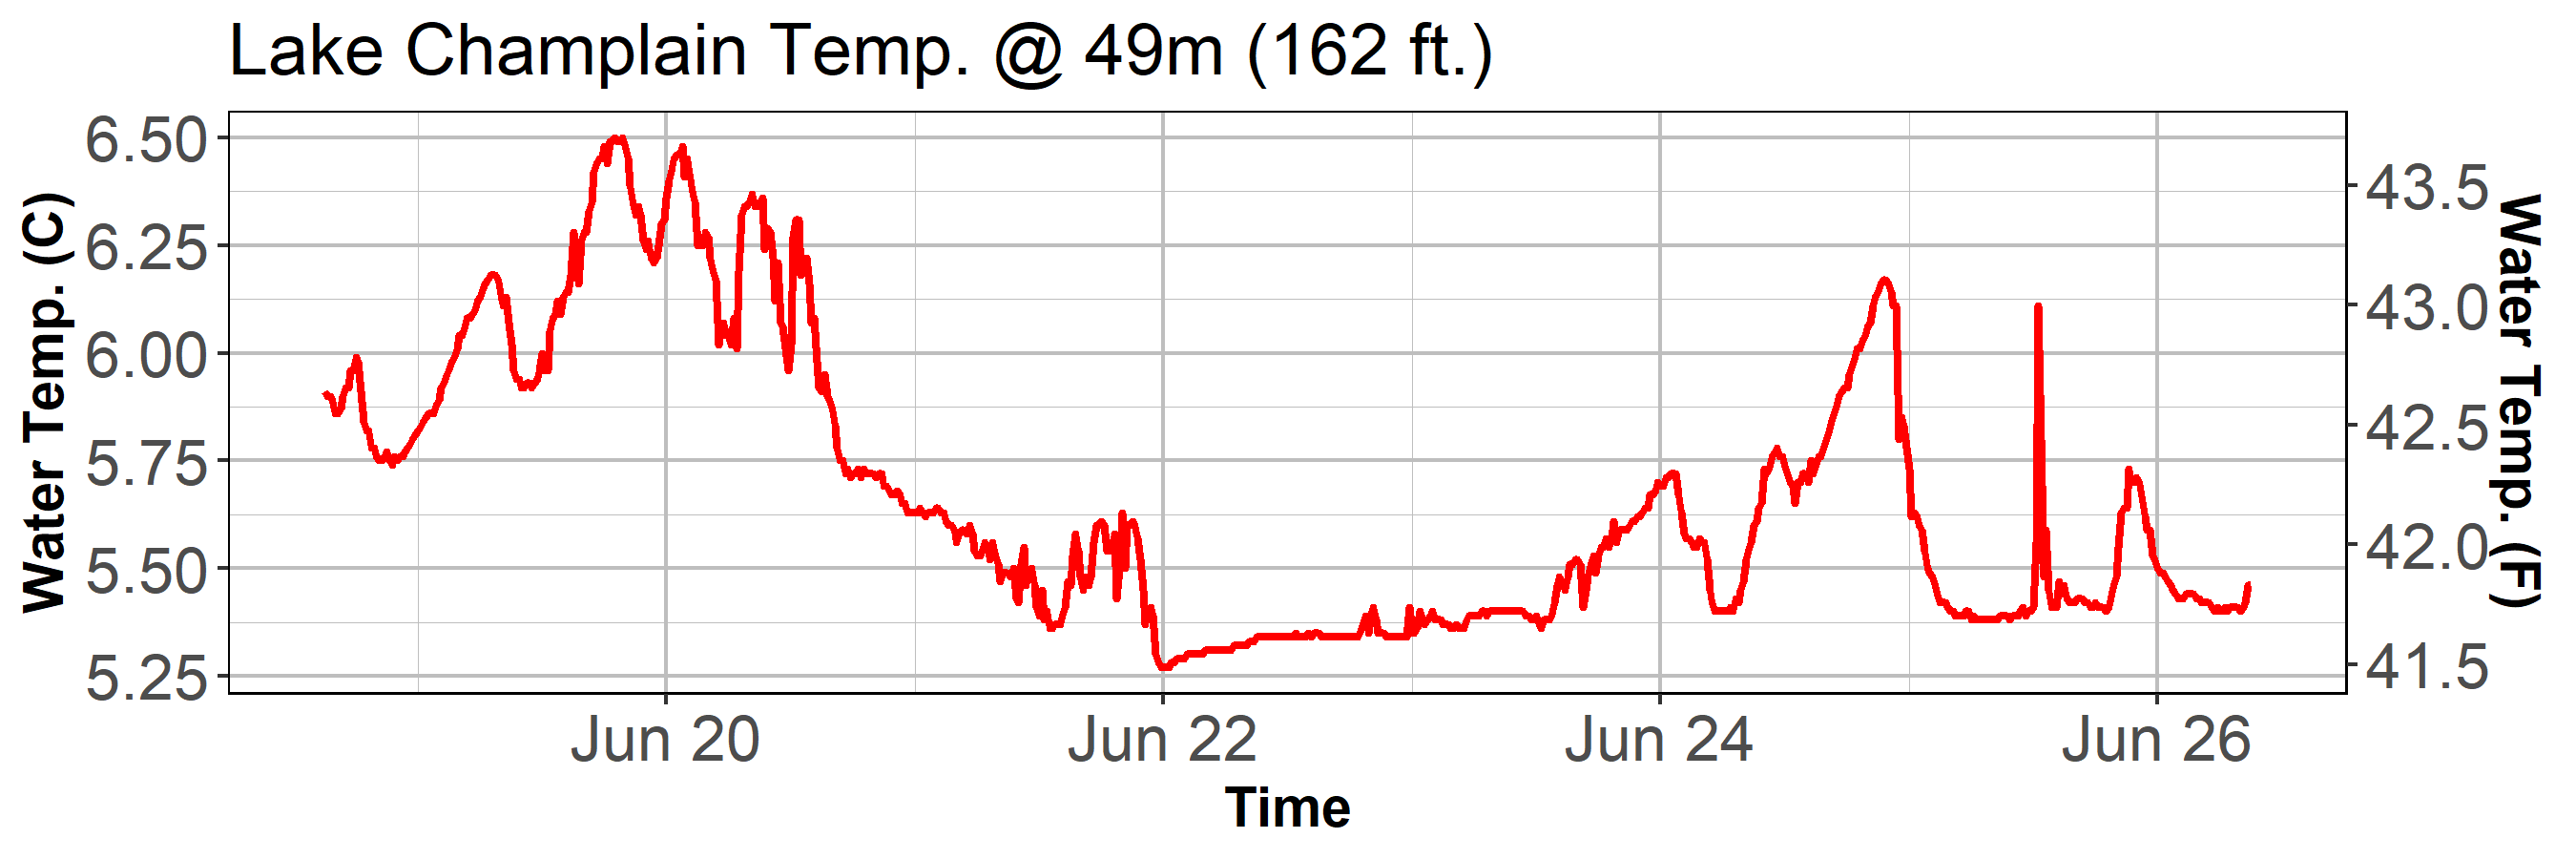 Lake Champlain Temp. @ 49m (162 ft.)
Water Temp. (C)
6.50
6.25
6.00
5.75
5.50
5.25
43.5
43.0
42.5
42.0
41.5
Water Temp. (F)
Jun 20 Jun 22 Jun 24 Jun 26
Time